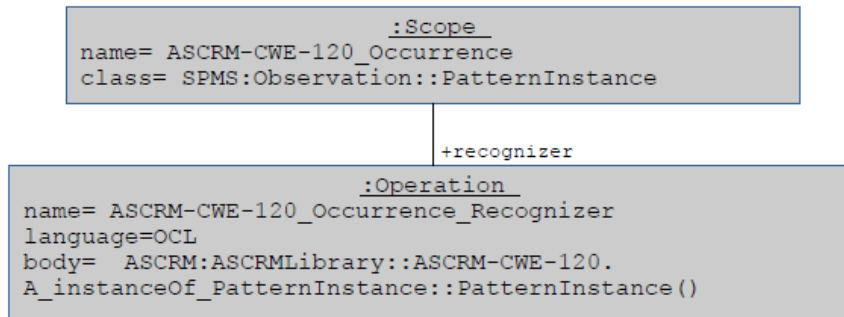 :Scope
name= ASCRM-CWE-120_Occurrence
class= SPMS:Observation::PatternInstance
+recognizer
:Operation
name= ASCRM-CWE-120_Occurrence_Recognizer
language=OCL
body=  ASCRM:ASCRMLibrary::ASCRM-CWE-120.
A_instanceOf_PatternInstance::PatternInstance()